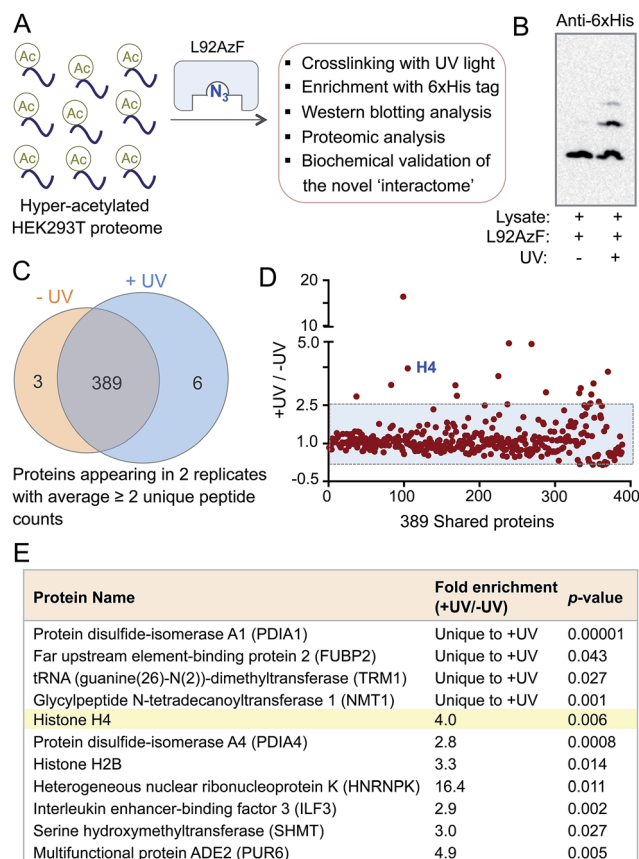 A
Ac Ac Ac
Ac Ac Ac
Ac Ac Ac
Hyper-acetylated
HEK293T proteome
L92AzF
N3
▪ Crosslinking with UV light
▪ Enrichment with 6xHis tag
▪ Western blotting analysis
▪ Proteomic analysis
▪ Biochemical validation of
the novel ‘interactome’
B
Anti-6xHis
Lysate: + +
L92AzF: + +
UV: - +
C
- UV
+ UV
3 389 6
Proteins appearing in 2 replicates
with average ≥ 2 unique peptide
counts
D
+UV / -UV
20
10
5.0
2.5
1.0
-0.5
H4
0 100 200 300 400
389 Shared proteins
E
Protein Name Fold enrichment (+UV/-UV) p-value
Protein disulfide-isomerase A1 (PDIA1) Unique to +UV 0.00001
Far upstream element-binding protein 2 (FUBP2) Unique to +UV 0.043
tRNA (guanine(26)-N(2))-dimethyltransferase (TRM1) Unique to +UV 0.027
Glycylpeptide N-tetradecanoyltransferase 1 (NMT1) Unique to +UV 0.001
Histone H4 4.0 0.006
Protein disulfide-isomerase A4 (PDIA4) 2.8 0.0008
Histone H2B 3.3 0.014
Heterogeneous nuclear ribonucleoprotein K (HNRNPK) 16.4 0.011
Interleukin enhancer-binding factor 3 (ILF3) 2.9 0.002
Serine hydroxymethyltransferase (SHMT) 3.0 0.027
Multifunctional protein ADE2 (PUR6) 4.9 0.005